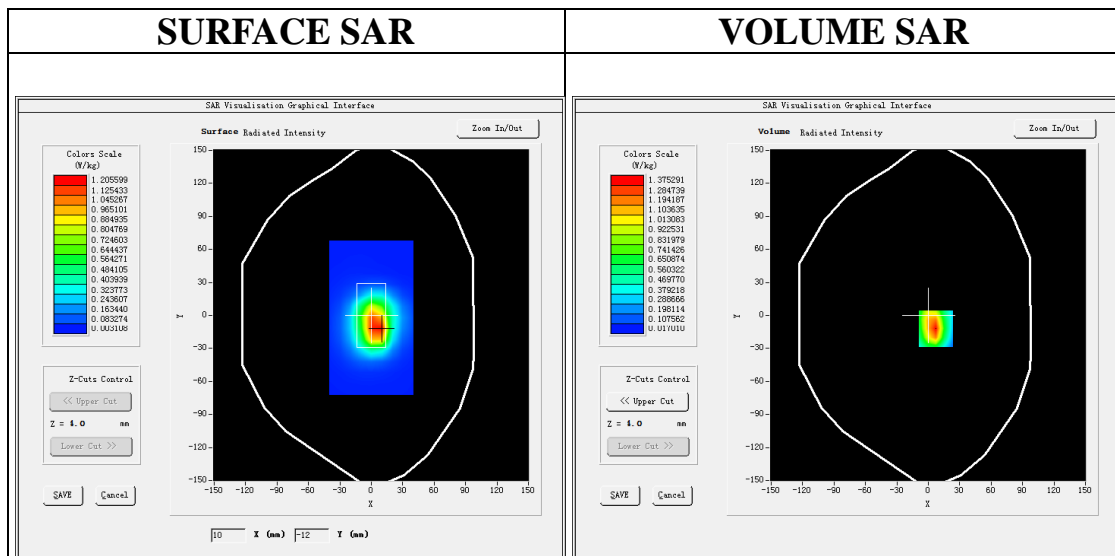 SURFACE SAR
VOLUME SAR
SAR Visualisation Graphical Interface
Surface Radiated Intensity
Zoom In/Out
Colors Scale
(W/kg)
1.205599
1.125433
1.045267
0.965101
0.884935
0.804769
0.724603
0.644437
0.564271
0.484105
0.403939
0.323773
0.243607
0.163440
0.083274
0.003108
Z-Cuts Control
<< Upper Cut
Z = 4.0 mm
Lower Cut >>
SAVE Cancel
150
120
90
60
30
0
-30
-60
-90
-120
-150
Y
-150 -120 -90 -60 -30 0 30 60 90 120 150
X
10 X (mm) -12 Y (mm)
SAR Visualisation Graphical Interface
Volume Radiated Intensity
Zoom In/Out
Colors Scale
(W/kg)
1.375291
1.284739
1.194187
1.103635
1.013083
0.922531
0.831979
0.741426
0.650874
0.560322
0.469770
0.379218
0.288666
0.198114
0.107562
0.017010
Z-Cuts Control
<< Upper Cut
Z = 4.0 mm
Lower Cut >>
SAVE Cancel
150
120
90
60
30
0
-30
-60
-90
-120
-150
Y
-150 -120 -90 -60 -30 0 30 60 90 120 150
X